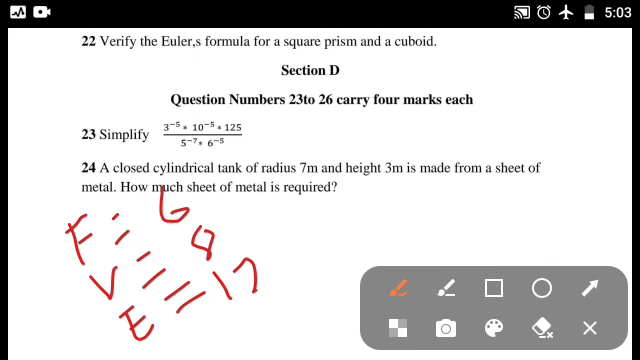 5:03
22 Verify the Euler,s formula for a square prism and a cuboid.
Section D
Question Numbers 23to 26 carry four marks each
23 Simplify 3⁻⁵* 10⁻⁵*125 / 5⁻⁷* 6⁻⁵
24 A closed cylindrical tank of radius 7m and height 3m is made from a sheet of
metal. How much sheet of metal is required?
F = 6
V = 8
E = 12